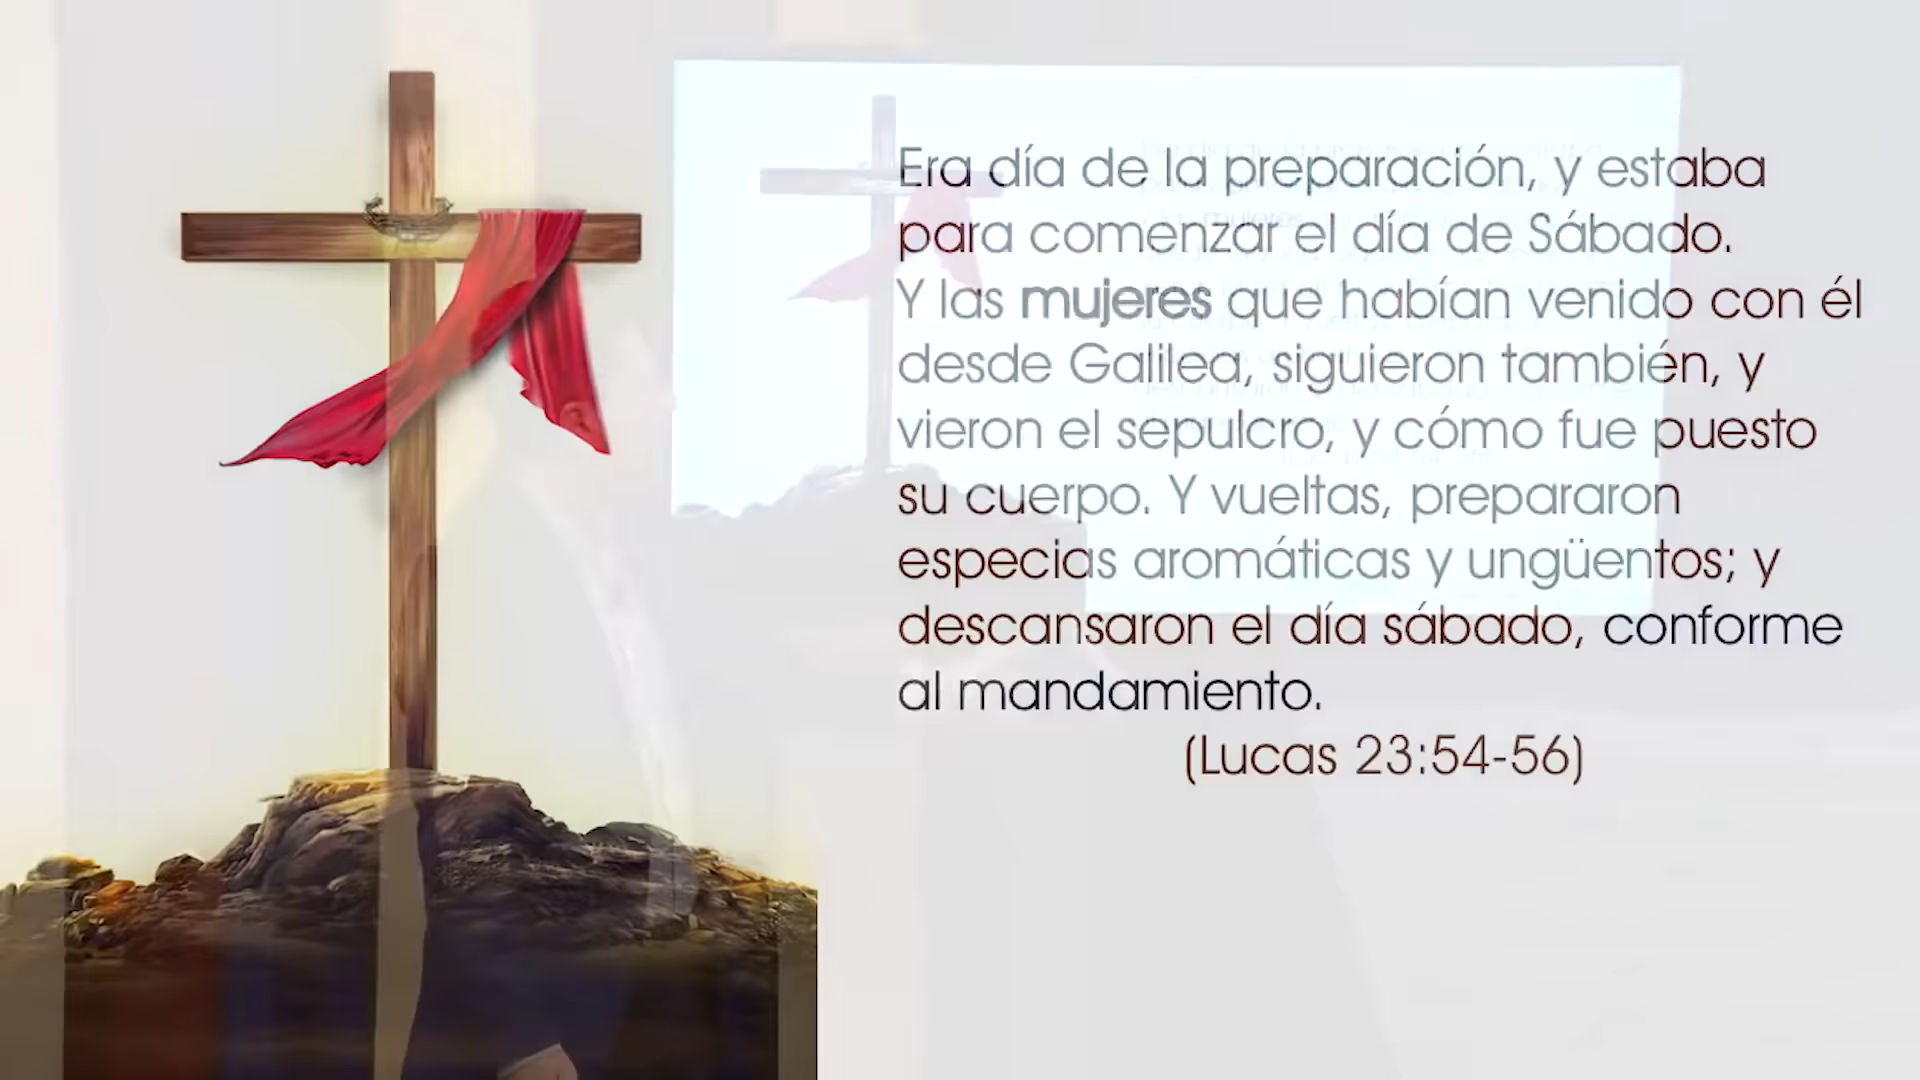 Era día de la preparación, y estaba
para comenzar el día de Sábado.
Y las mujeres que habían venido con él
desde Galilea, siguieron también, y
vieron el sepulcro, y cómo fue puesto
su cuerpo. Y vueltas, prepararon
especias aromáticas y ungüentos; y
descansaron el día sábado, conforme
al mandamiento.
(Lucas 23:54-56)